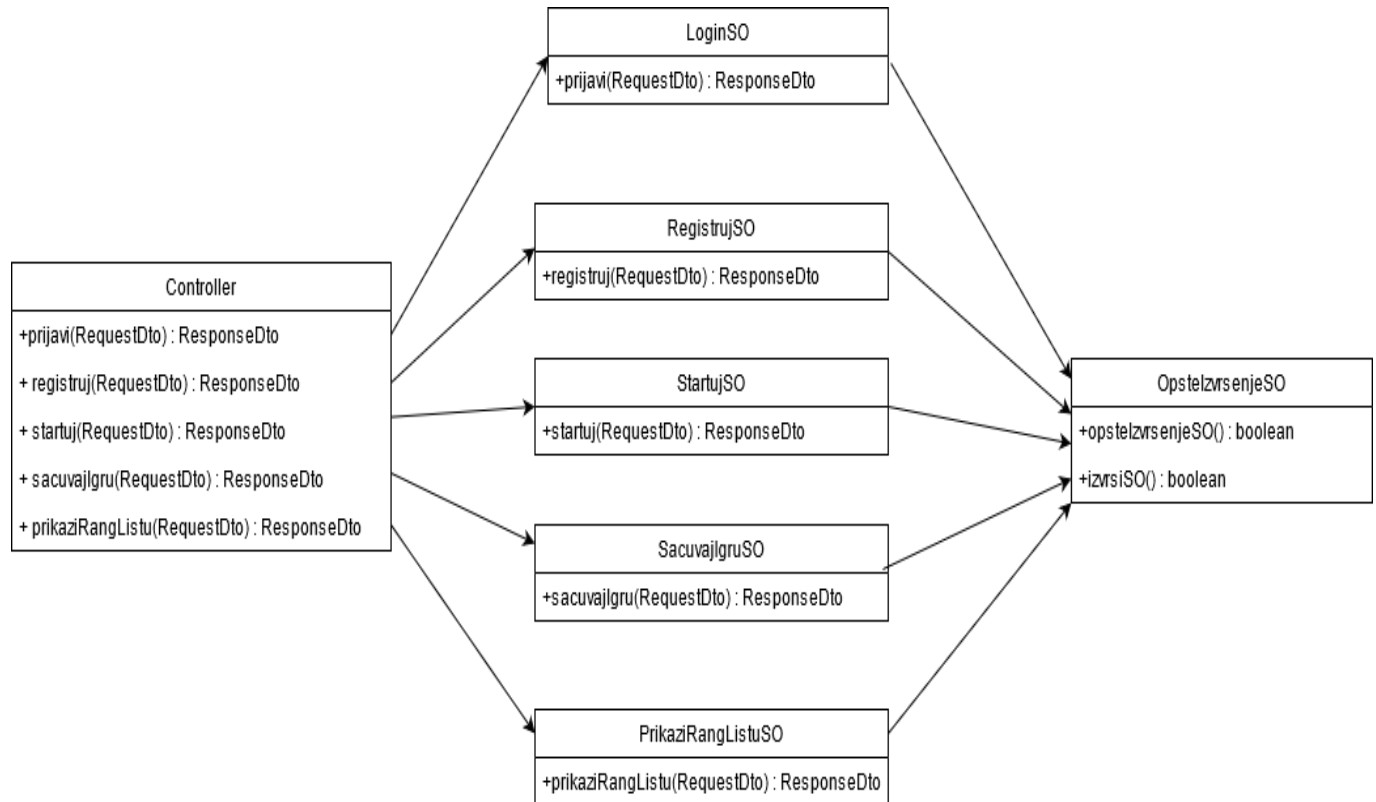 LoginSO
+prijavi(RequestDto) : ResponseDto
RegistrujSO
+registruj(RequestDto) : ResponseDto
Controller
+prijavi(RequestDto) : ResponseDto
+ registruj(RequestDto) : ResponseDto
+ startuj(RequestDto) : ResponseDto
+ sacuvajIgru(RequestDto) : ResponseDto
+ prikaziRangListu(RequestDto) : ResponseDto
StartujSO
+startuj(RequestDto) : ResponseDto
OpsteIzvrsenjeSO
+opsteIzvrsenjeSO() : boolean
+izvrsiSO() : boolean
SacuvajIgruSO
+sacuvajIgru(RequestDto) : ResponseDto
PrikaziRangListuSO
+prikaziRangListu(RequestDto) : ResponseDto